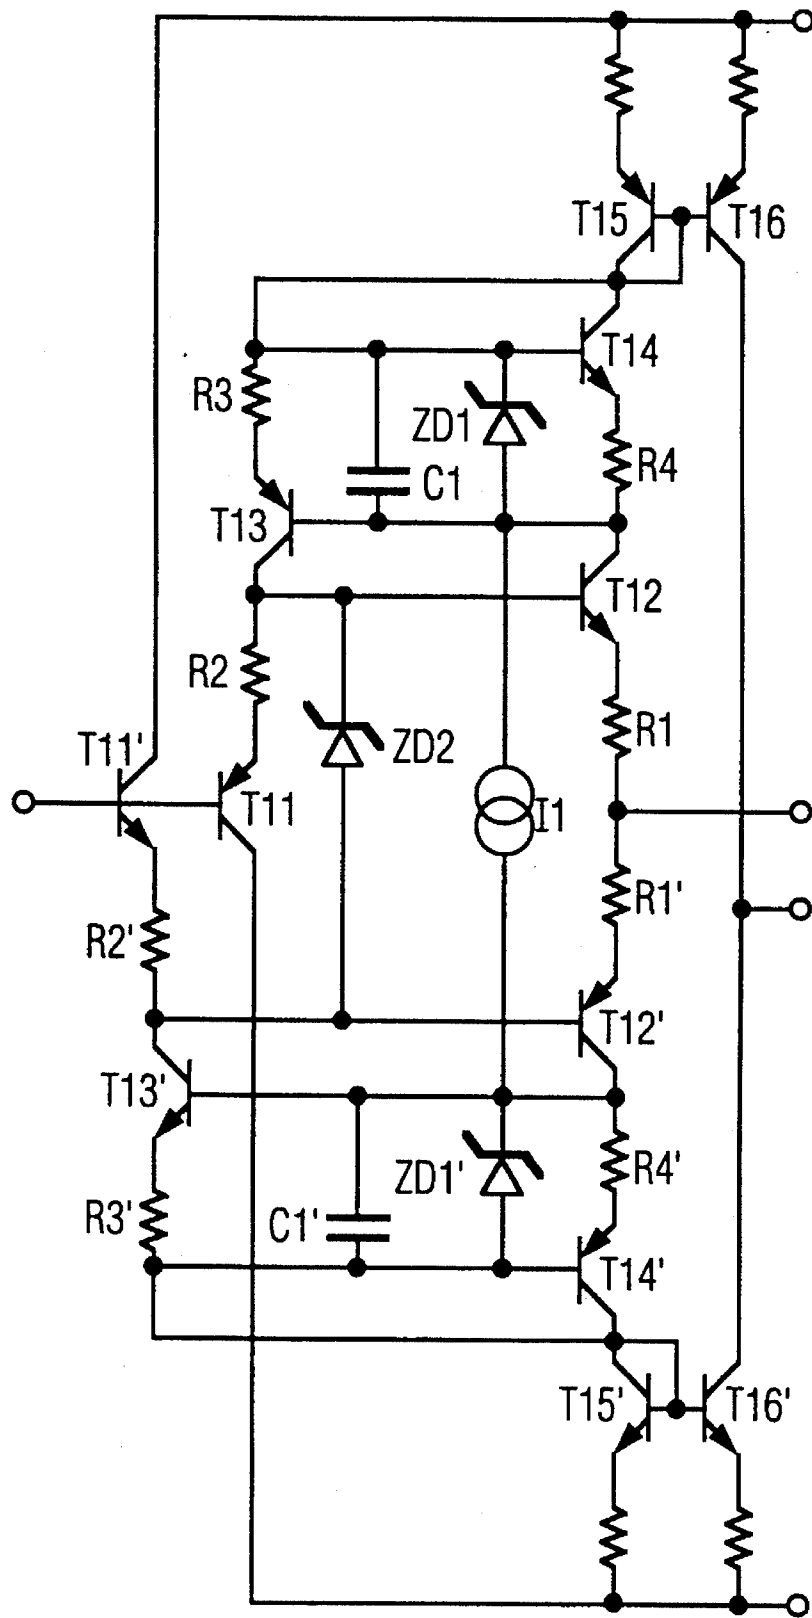 T15
T16
T14
R3
ZD1
R4
C1
T13
T12
R2
R1
ZD2
T11'
T11
I1
R1'
R2'
T12'
T13'
R4'
ZD1'
R3'
C1'
T14'
T15'
T16'